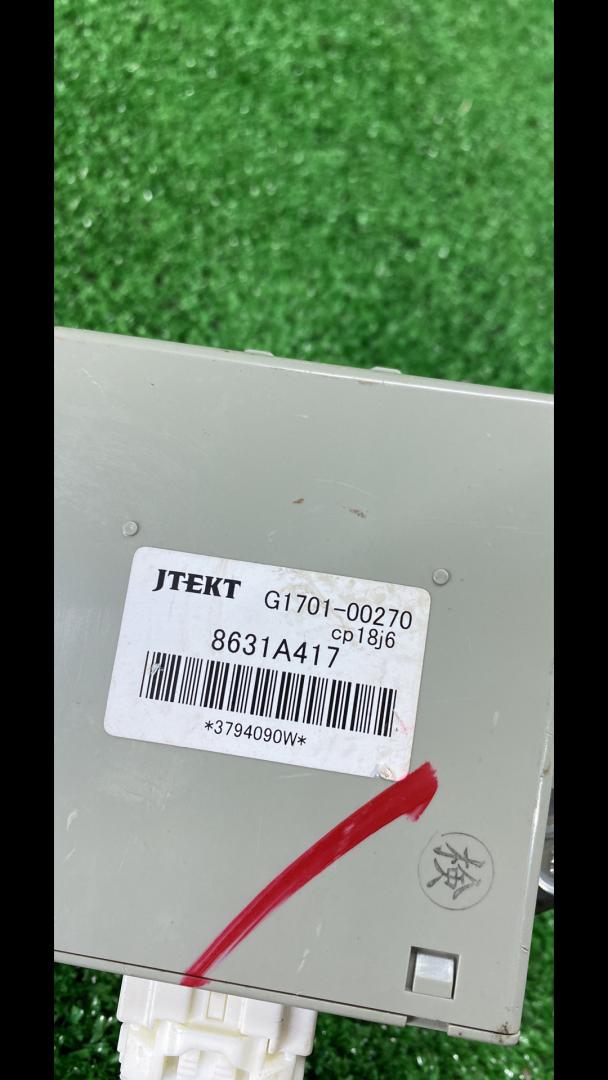 JTEKT
G1701-00270
cp18j6
8631A417
*3794090W*
検